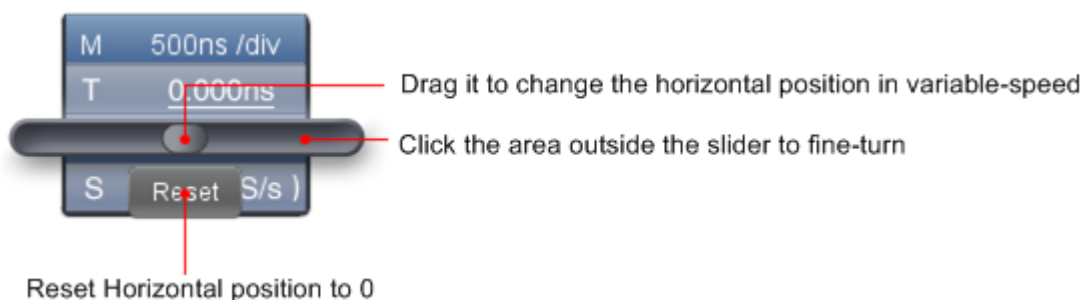 M 500ns /div
T 0.000ns
Drag it to change the horizontal position in variable-speed
Click the area outside the slider to fine-turn
S Reset S/s )
Reset Horizontal position to 0